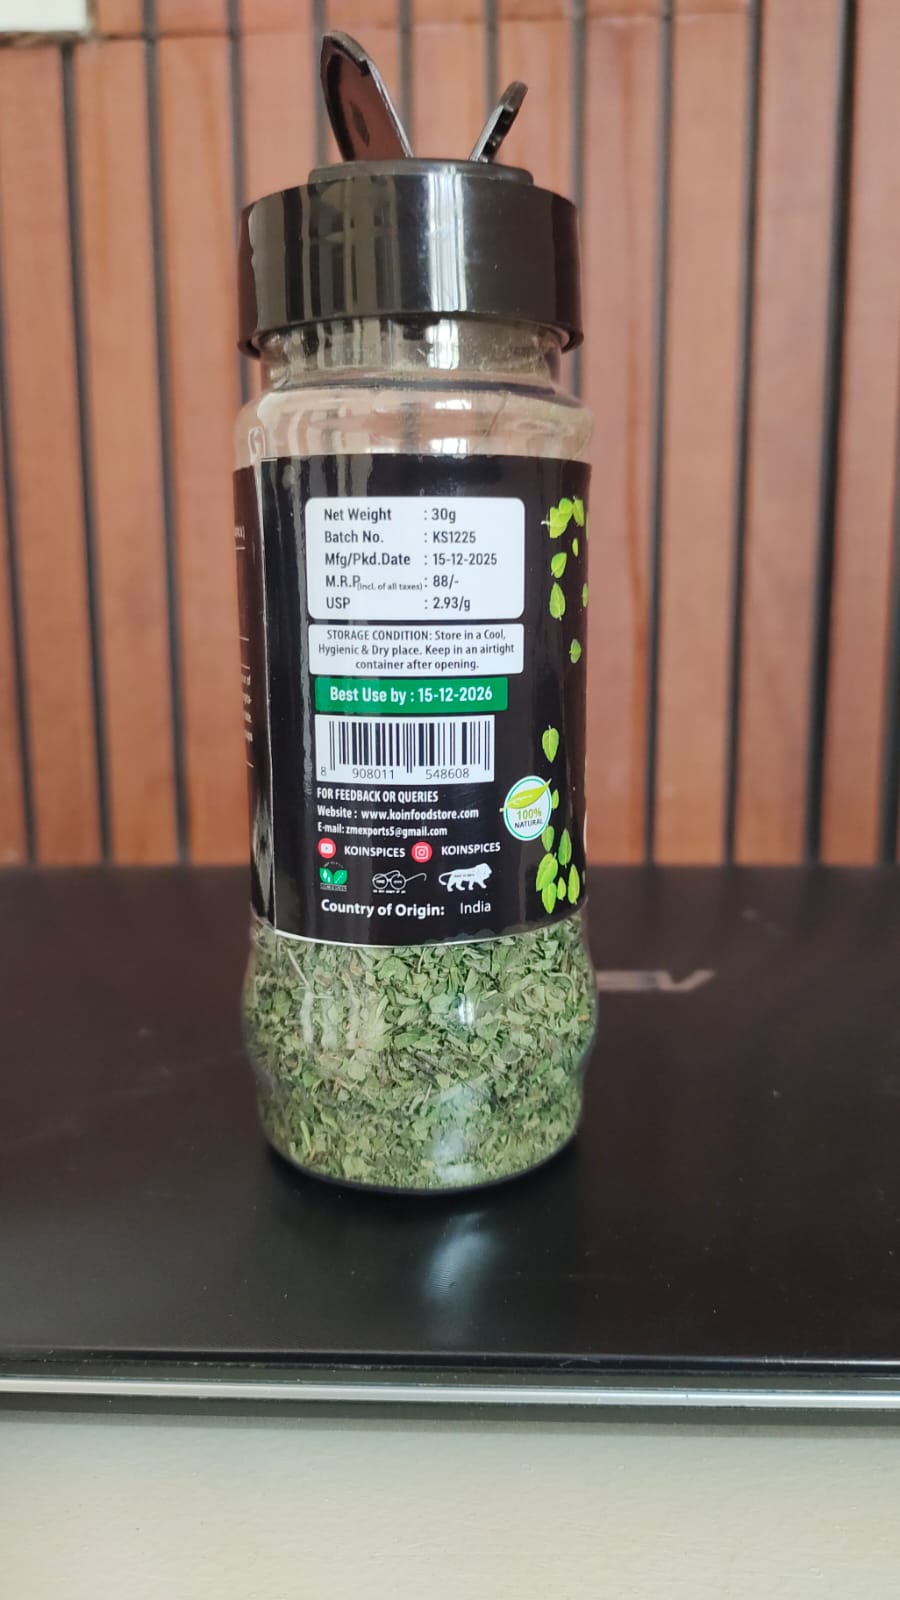 Net Weight : 30g
Batch No. : KS1225
Mfg/Pkd.Date : 15-12-2025
M.R.P(Incl. of all taxes) : 88/-
USP : 2.93/g
STORAGE CONDITION: Store in a Cool,
Hygienic & Dry place. Keep in an airtight
container after opening.
Best Use by : 15-12-2026
8 908011 548608
FOR FEEDBACK OR QUERIES
Website : www.koinfoodstore.com
E-mail: zmexports5@gmail.com
100%
NATURAL
KOINSPICES KOINSPICES
Country of Origin: India